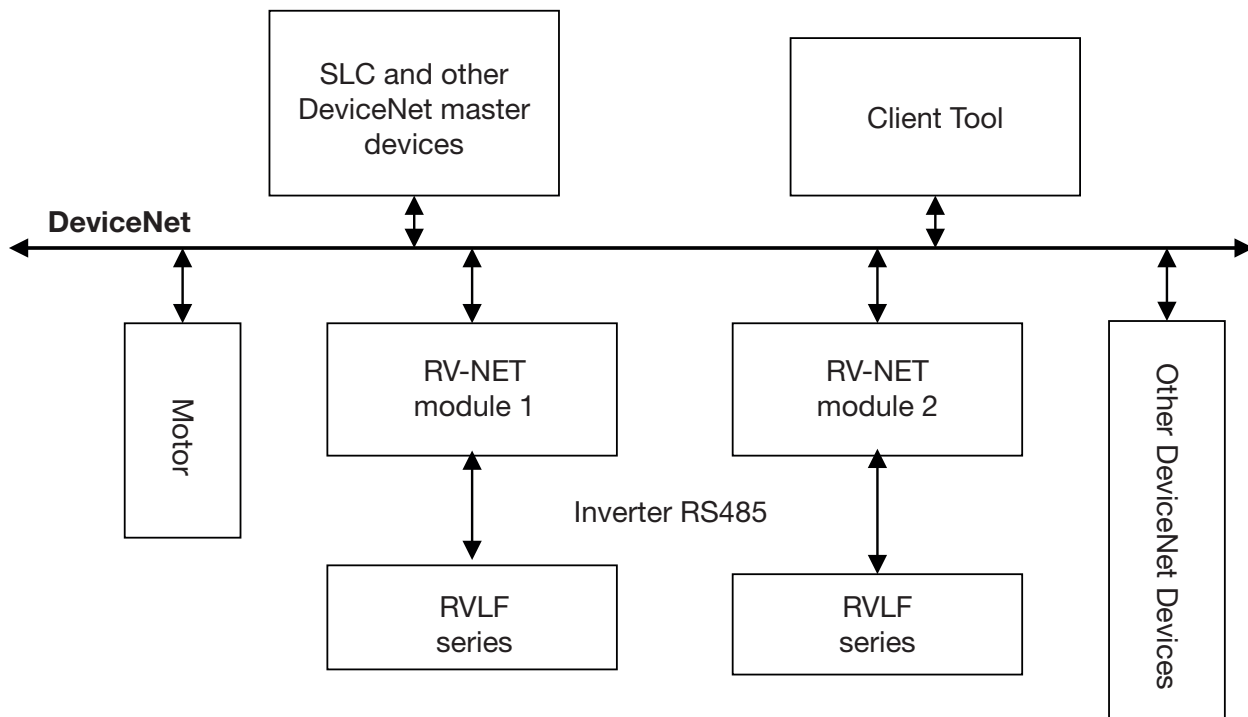 SLC and other
DeviceNet master
devices
Client Tool
DeviceNet
Motor
RV-NET
module 1
RV-NET
module 2
Other DeviceNet Devices
Inverter RS485
RVLF
series
RVLF
series